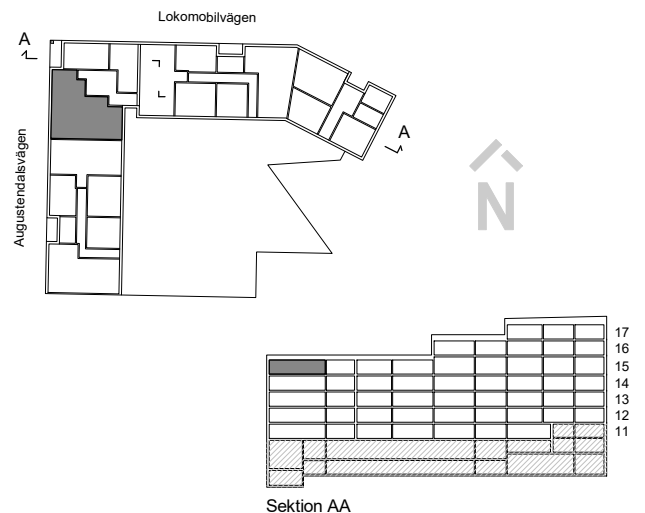 Lokomobilvägen
A
Augustendalsvägen
A
N
17
16
15
14
13
12
11
Sektion AA